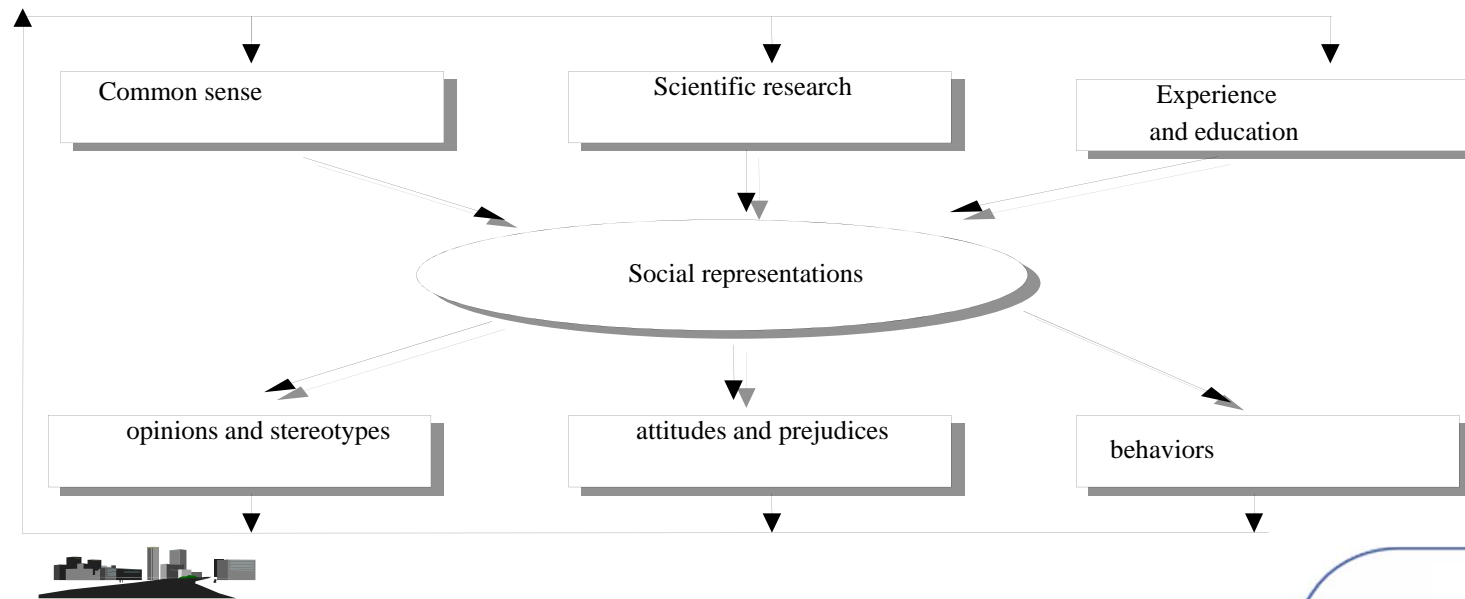 Common sense
Scientific research
Experience
and education
Social representations
opinions and stereotypes
attitudes and prejudices
behaviors